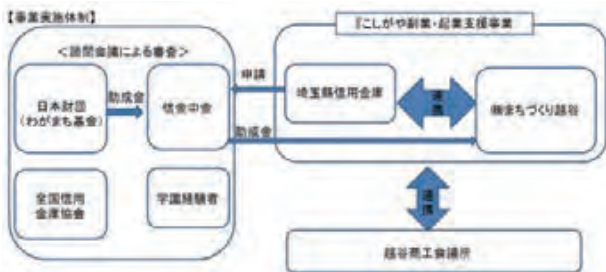 【事業実施体制】
『こしがや副業・起業支援事業
<諮問会議による審査>
申請
日本財団
(わがまち基金)
助成金
信金中金
埼玉縣信用金庫
連携
㈱まちづくり越谷
助成金
全国信用
金庫協会
学識経験者
連携
越谷商工会議所